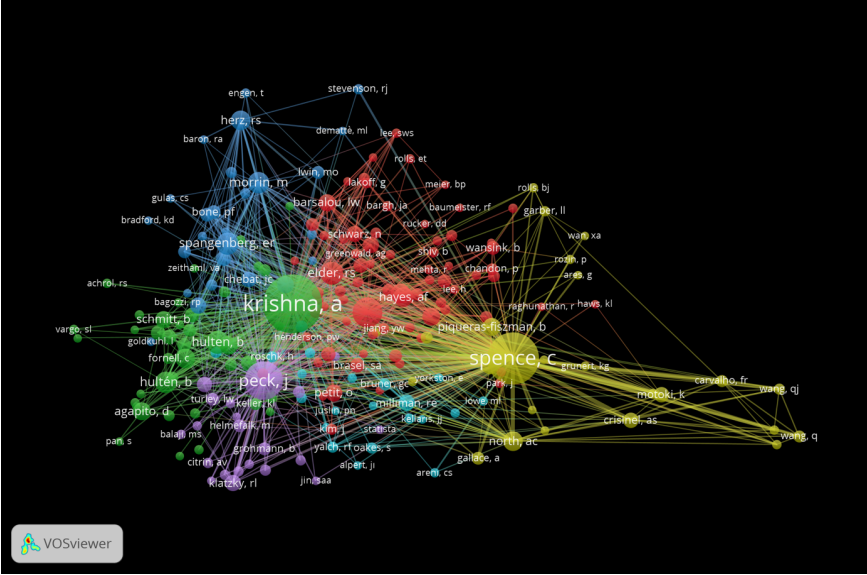 engen, t
stevenson, rj
herz, rs
baron, ra
demattè, ml
lee, sws
rolls, et
lwin, mo
morrin, m
lakoff, g
meier, bp
rolls, bj
gulas, cs
bone, pf
barsalou, lw
bargh, ja
baumeister, rf
garber, ll
bradford, kd
rucker, dd
schwarz, n
wan, xa
spangenberg, er
greenwald, ag
shiv, b
wansink, b
rozin, p
zeithaml, va
chebat, jc
elder, rs
mehta, r
chandon, p
ares, g
achrol, rs
lee, h
bagozzi, rp
krishna, a
hayes, af
raghunathan, r
haws, kl
schmitt, b
vargo, sl
jiang, yw
piqueras-fiszman, b
goldkuhl, l
hulten, b
henderson, pw
fornell, c
roschk, h
spence, c
brasel, sa
grunert, kg
hultén, b
peck, j
bruner, gc
yorkston, e
park, j
carvalho, fr
turley, lw
keller, kl
petit, o
motoki, k
wang, qj
agapito, d
juslin, pn
milliman, re
lowe, ml
helmefalk, m
kim, j
kellaris, jj
crisinel, as
balaji, ms
statista
pan, s
grohmann, b
yalch, rf
oakes, s
north, ac
wang, q
citrin, av
alpert, ji
gallace, a
areni, cs
klatzky, rl
jin, saa
VOSviewer